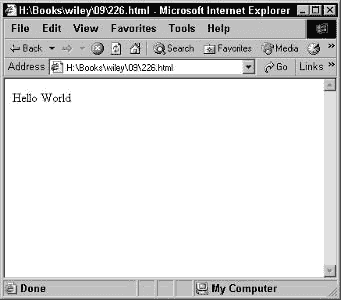 H:\Books\wiley\09\226.html - Microsoft Internet Explorer
File Edit View Favorites Tools Help
Back Search Favorites Media »
Address H:\Books\wiley\09\226.html Go Links »
Hello World
Done My Computer